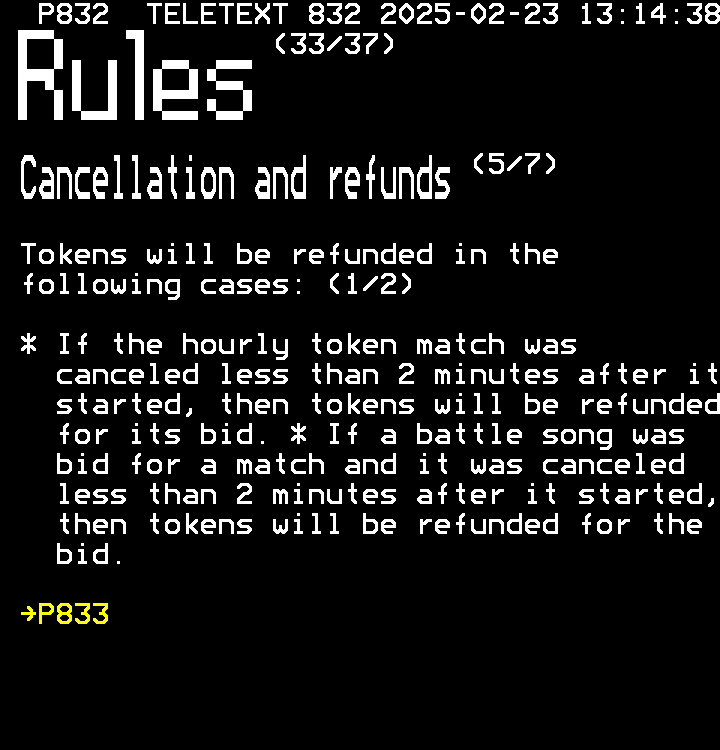 P832 TELETEXT 832 2025-02-23 13:14:38
Rules (33/37)
Cancellation and refunds (5/7)
Tokens will be refunded in the
following cases: (1/2)
* If the hourly token match was
canceled less than 2 minutes after it
started, then tokens will be refunded
for its bid. * If a battle song was
bid for a match and it was canceled
less than 2 minutes after it started,
then tokens will be refunded for the
bid.
→P833